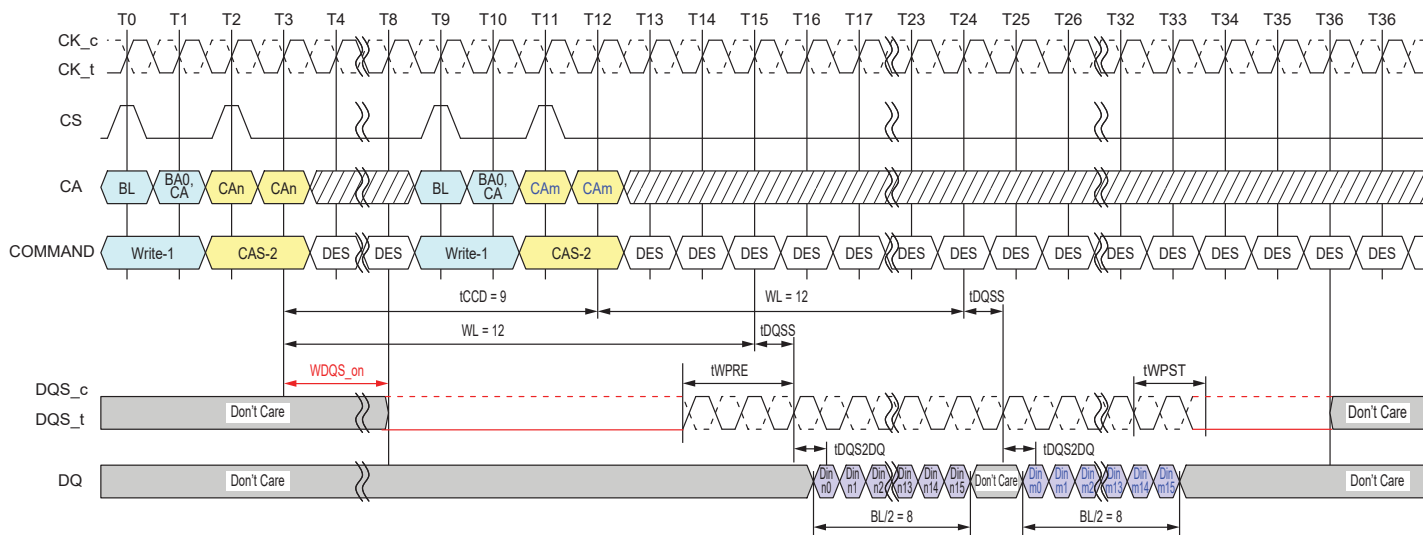 T0 T1 T2 T3 T4 T8 T9 T10 T11 T12 T13 T14 T15 T16 T17 T23 T24 T25 T26 T32 T33 T34 T35 T36 T36
CK_c
CK_t
CS
CA BL BA0, CA CAn CAn BL BA0, CA CAm CAm
COMMAND Write-1 CAS-2 DES DES Write-1 CAS-2 DES DES DES DES DES DES DES DES DES DES DES DES DES DES DES
tCCD = 9 WL = 12 tDQSS
WL = 12 tDQSS
WDQS_on tWPRE tWPST
DQS_c
DQS_t Don't Care Don't Care
tDQS2DQ tDQS2DQ
DQ Don't Care Din n0 Din n1 Din n2 Din n13 Din n14 Din n15 Don't Care Din m0 Din m1 Din m2 Din m13 Din m14 Din m15 Don't Care
BL/2 = 8 BL/2 = 8